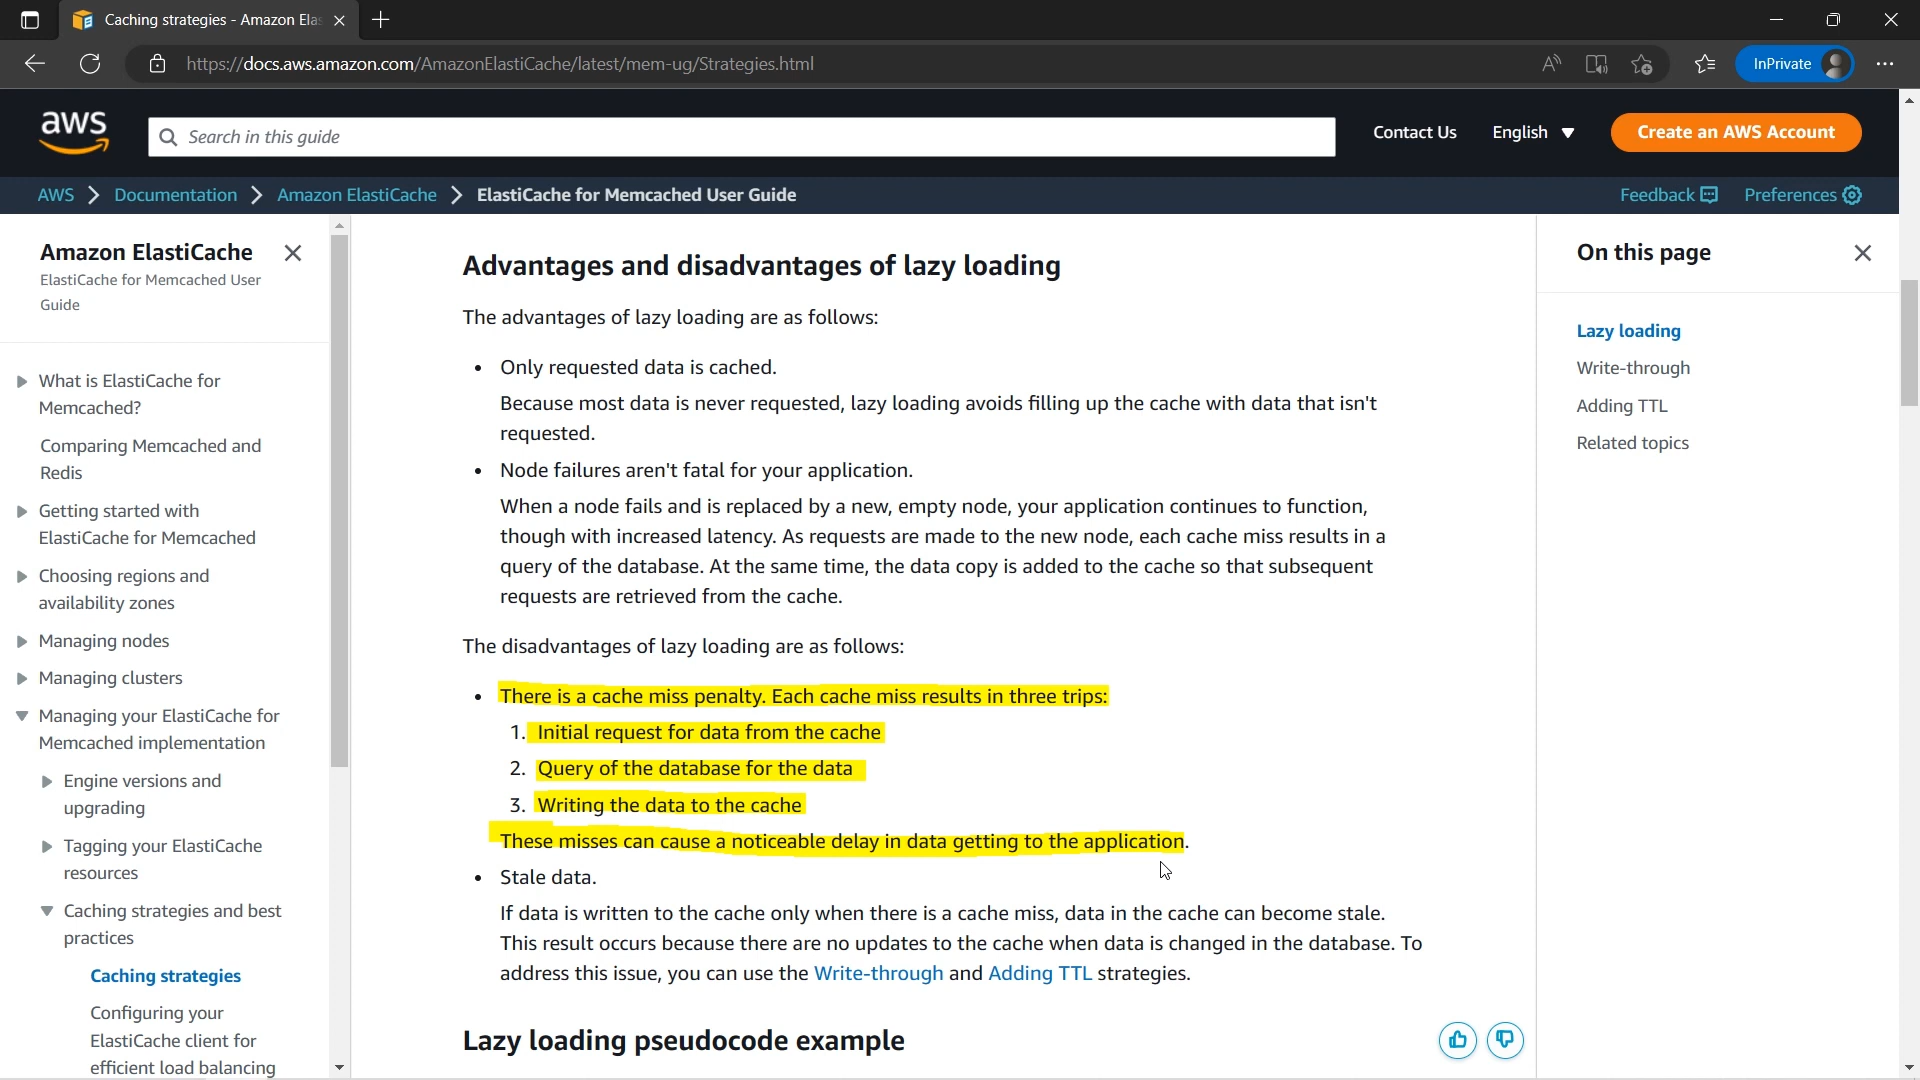 Caching strategies - Amazon Elas
https://docs.aws.amazon.com/AmazonElastiCache/latest/mem-ug/Strategies.html
InPrivate
aws
Search in this guide
Contact Us
English
Create an AWS Account
AWS
Documentation
Amazon ElastiCache
ElastiCache for Memcached User Guide
Feedback
Preferences
Amazon ElastiCache
ElastiCache for Memcached User
Guide
What is ElastiCache for
Memcached?
Comparing Memcached and
Redis
Getting started with
ElastiCache for Memcached
Choosing regions and
availability zones
Managing nodes
Managing clusters
Managing your ElastiCache for
Memcached implementation
Engine versions and
upgrading
Tagging your ElastiCache
resources
Caching strategies and best
practices
Caching strategies
Configuring your
ElastiCache client for
efficient load balancing
Advantages and disadvantages of lazy loading
The advantages of lazy loading are as follows:
• Only requested data is cached.
Because most data is never requested, lazy loading avoids filling up the cache with data that isn't
requested.
• Node failures aren't fatal for your application.
When a node fails and is replaced by a new, empty node, your application continues to function,
though with increased latency. As requests are made to the new node, each cache miss results in a
query of the database. At the same time, the data copy is added to the cache so that subsequent
requests are retrieved from the cache.
The disadvantages of lazy loading are as follows:
• There is a cache miss penalty. Each cache miss results in three trips:
1. Initial request for data from the cache
2. Query of the database for the data
3. Writing the data to the cache
These misses can cause a noticeable delay in data getting to the application.
• Stale data.
If data is written to the cache only when there is a cache miss, data in the cache can become stale.
This result occurs because there are no updates to the cache when data is changed in the database. To
address this issue, you can use the Write-through and Adding TTL strategies.
Lazy loading pseudocode example
On this page
Lazy loading
Write-through
Adding TTL
Related topics